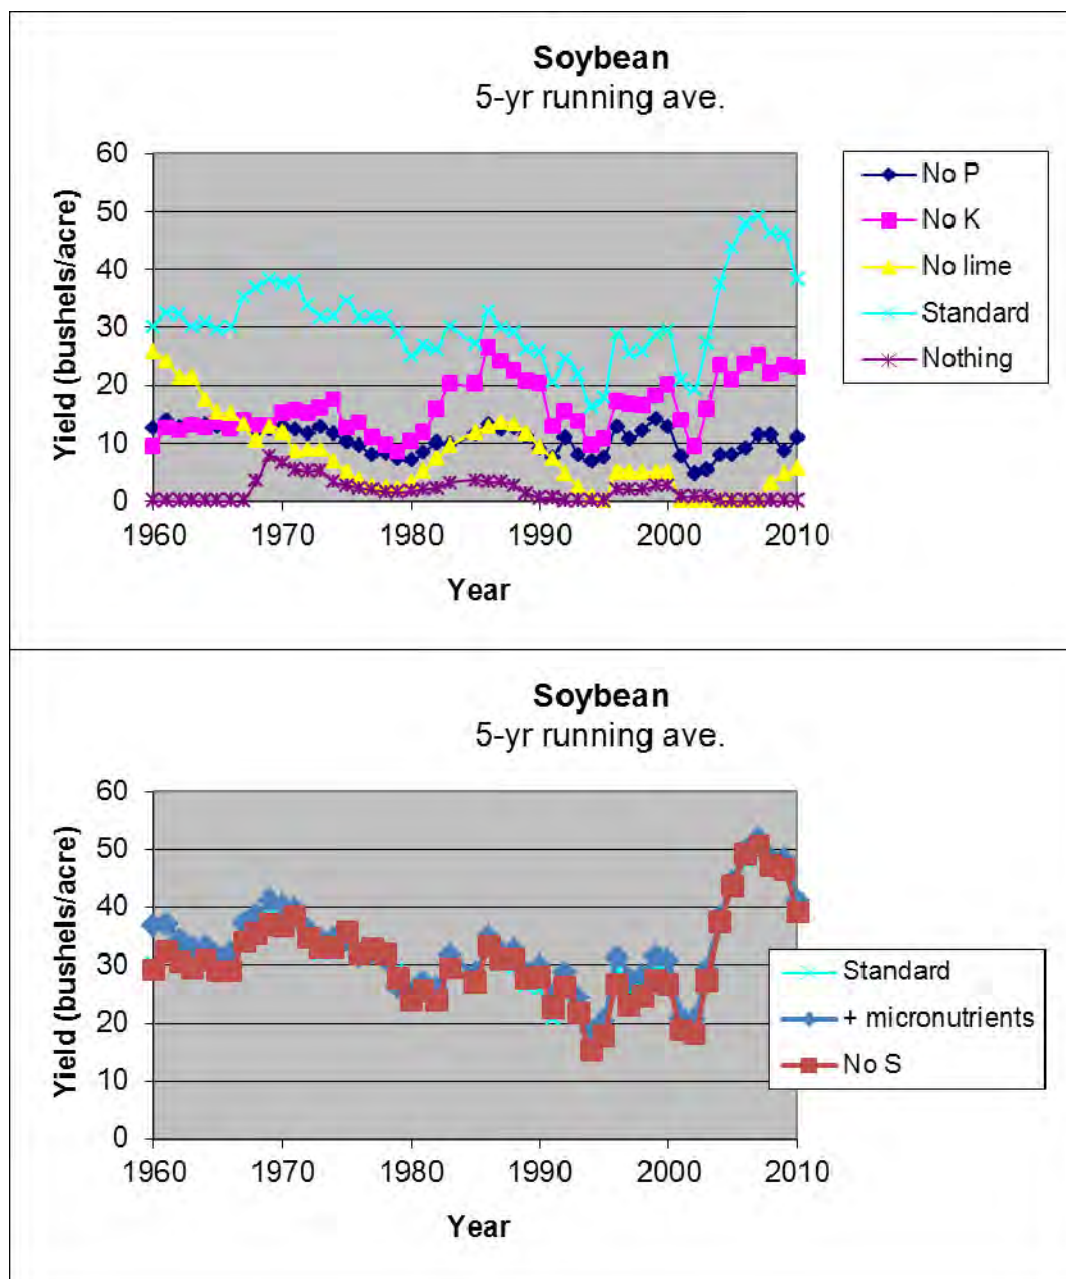 Soybean
5-yr running ave.
Yield (bushels/acre)
60
50
40
30
20
10
0
1960 1970 1980 1990 2000 2010
Year
No P
No K
No lime
Standard
Nothing
Soybean
5-yr running ave.
Yield (bushels/acre)
60
50
40
30
20
10
0
1960 1970 1980 1990 2000 2010
Year
Standard
+ micronutrients
No S